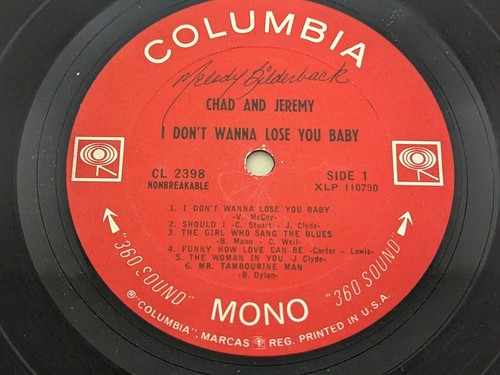 COLUMBIA
Melody Bilderback
CHAD AND JEREMY
I DON'T WANNA LOSE YOU BABY
CL 2398
NONBREAKABLE
SIDE 1
XLP 110730
1. I DON'T WANNA LOSE YOU BABY
-V. McCoy-
2. SHOULD I -C. Stuart - J. Clyde-
3. THE GIRL WHO SANG THE BLUES
-B. Mann - C. Weil-
4. FUNNY HOW LOVE CAN BE -Carter - Lewis-
5. THE WOMAN IN YOU -J Clyde-
6. MR. TAMBOURINE MAN
-B. Dylan-
"360 SOUND"
MONO
"360 SOUND"
℗"COLUMBIA", MARCAS REG. PRINTED IN U.S.A.